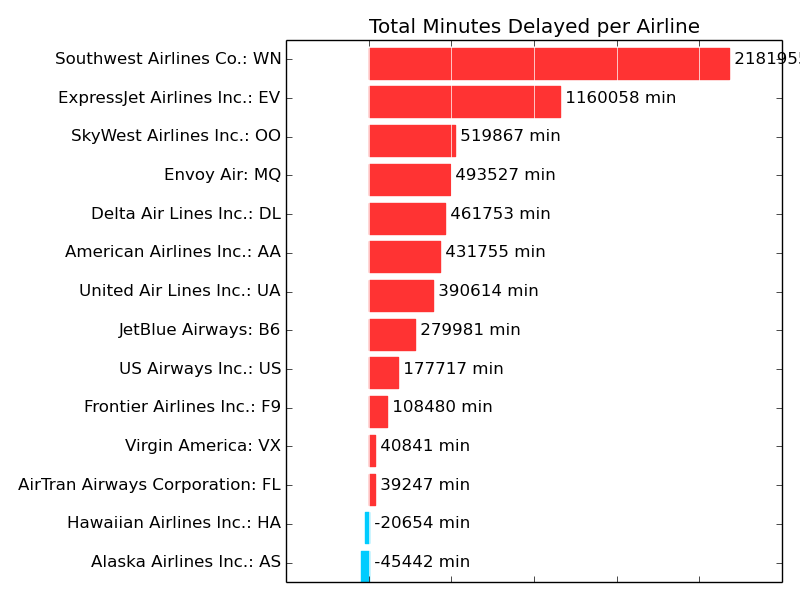 Total Minutes Delayed per Airline
Southwest Airlines Co.: WN
ExpressJet Airlines Inc.: EV 1160058 min
SkyWest Airlines Inc.: OO 519867 min
Envoy Air: MQ 493527 min
Delta Air Lines Inc.: DL 461753 min
American Airlines Inc.: AA 431755 min
United Air Lines Inc.: UA 390614 min
JetBlue Airways: B6 279981 min
US Airways Inc.: US 177717 min
Frontier Airlines Inc.: F9 108480 min
Virgin America: VX 40841 min
AirTran Airways Corporation: FL 39247 min
Hawaiian Airlines Inc.: HA -20654 min
Alaska Airlines Inc.: AS -45442 min